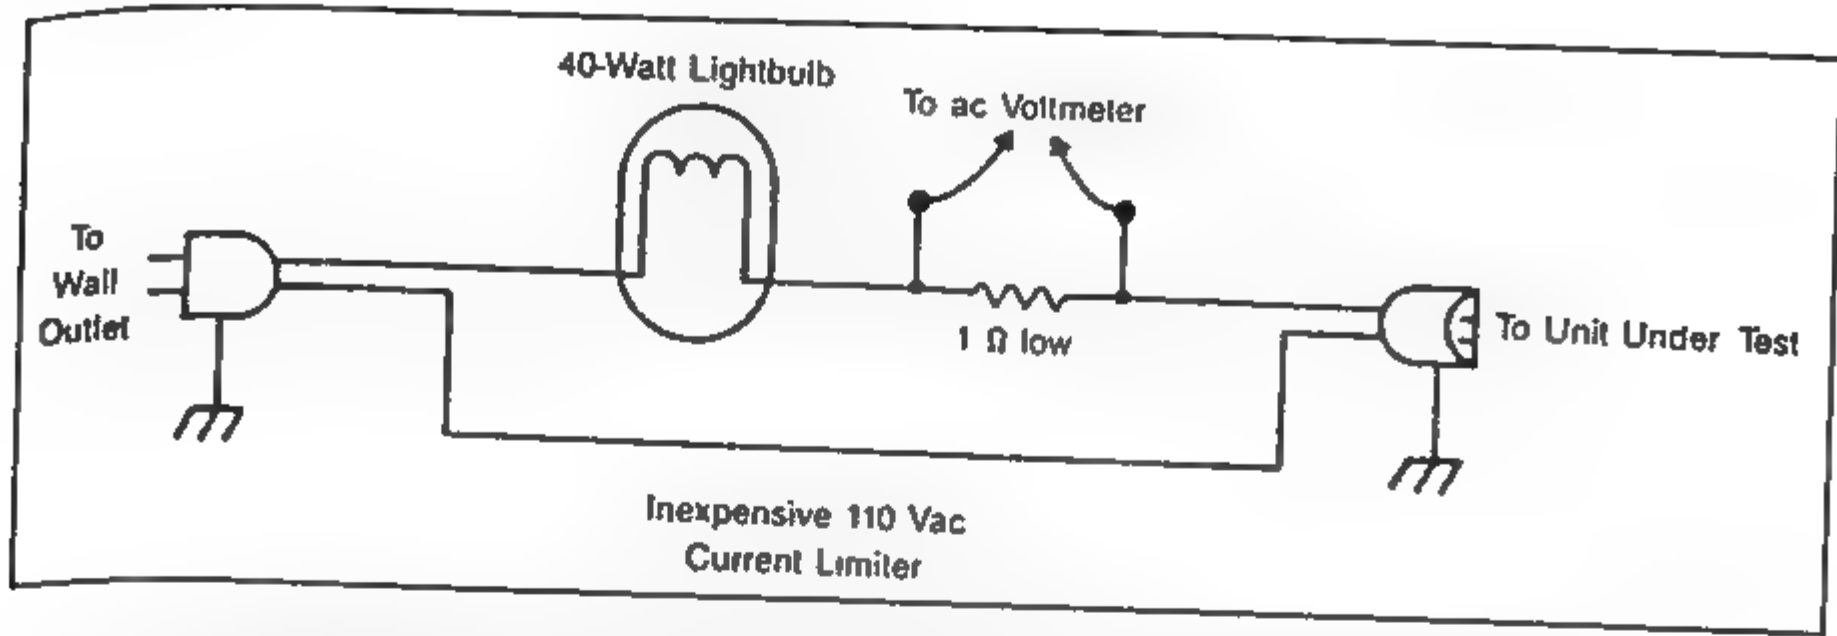 40-Watt Lightbulb
To ac Voltmeter
To
Wall
Outlet
1 Ω low
To Unit Under Test
Inexpensive 110 Vac
Current Limiter